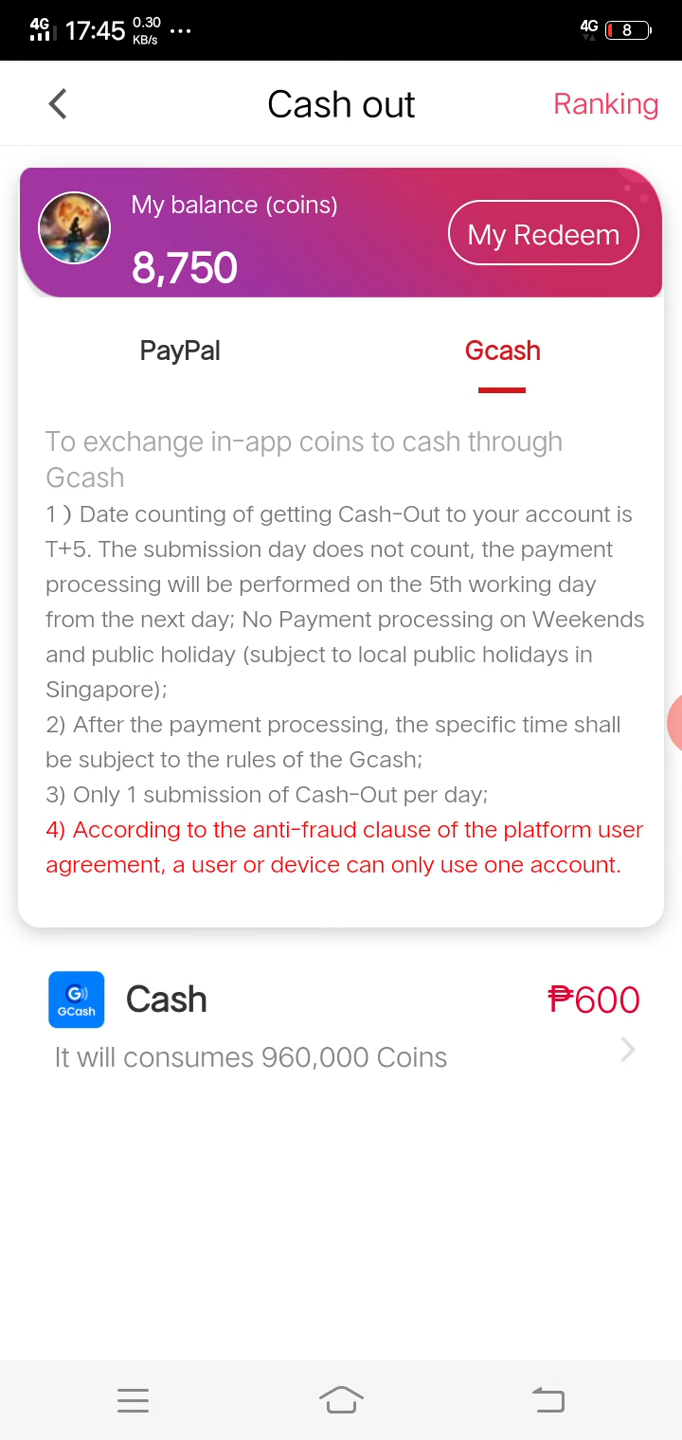 4G 17:45 0.30 KB/s ... 4G 8
Cash out Ranking
My balance (coins)
8,750
My Redeem
PayPal Gcash
To exchange in-app coins to cash through
Gcash
1 ) Date counting of getting Cash-Out to your account is
T+5. The submission day does not count, the payment
processing will be performed on the 5th working day
from the next day; No Payment processing on Weekends
and public holiday (subject to local public holidays in
Singapore);
2) After the payment processing, the specific time shall
be subject to the rules of the Gcash;
3) Only 1 submission of Cash-Out per day;
4) According to the anti-fraud clause of the platform user
agreement, a user or device can only use one account.
G GCash Cash ₱600
It will consumes 960,000 Coins